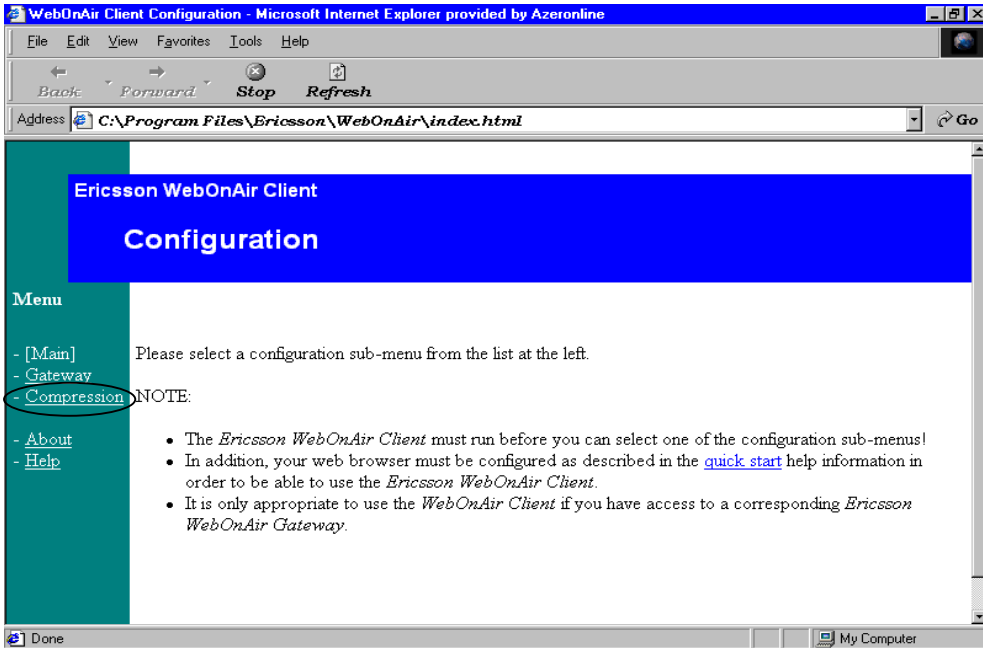 WebOnAir Client Configuration - Microsoft Internet Explorer provided by Azeronline
File Edit View Favorites Tools Help
Back Forward Stop Refresh
Address C:\Program Files\Ericsson\WebOnAir\index.html Go
Ericsson WebOnAir Client
Configuration
Menu
- [Main]
- Gateway
- Compression
- About
- Help
Please select a configuration sub-menu from the list at the left.
NOTE:
• The Ericsson WebOnAir Client must run before you can select one of the configuration sub-menus!
• In addition, your web browser must be configured as described in the quick start help information in
order to be able to use the Ericsson WebOnAir Client.
• It is only appropriate to use the WebOnAir Client if you have access to a corresponding Ericsson
WebOnAir Gateway.
Done My Computer